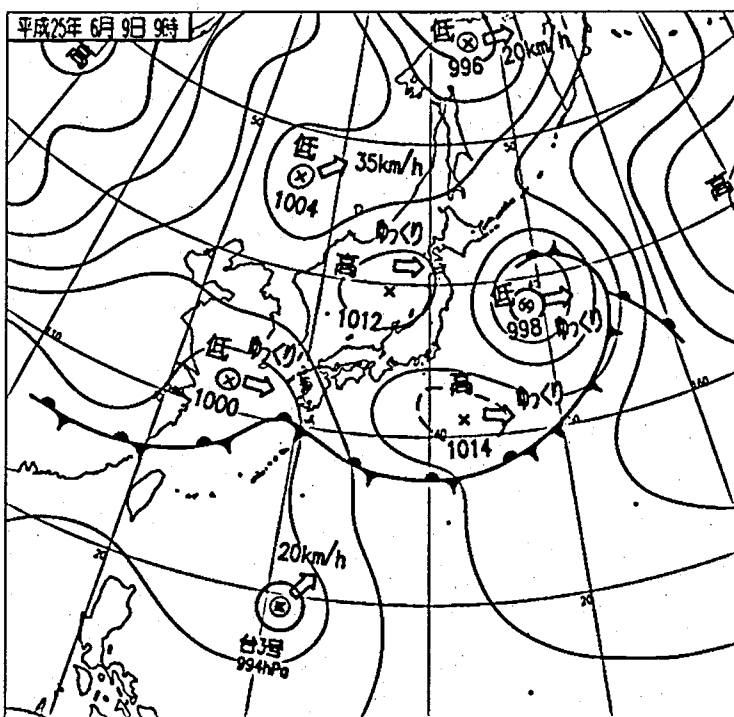 平成25年 6月 9日 9時
低
996
20km/h
低
35km/h
1004
高
ゆっくり
高
1012
低
998
ゆっくり
低
ゆっくり
1000
高
ゆっくり
1014
20km/h
台3号
994hPa